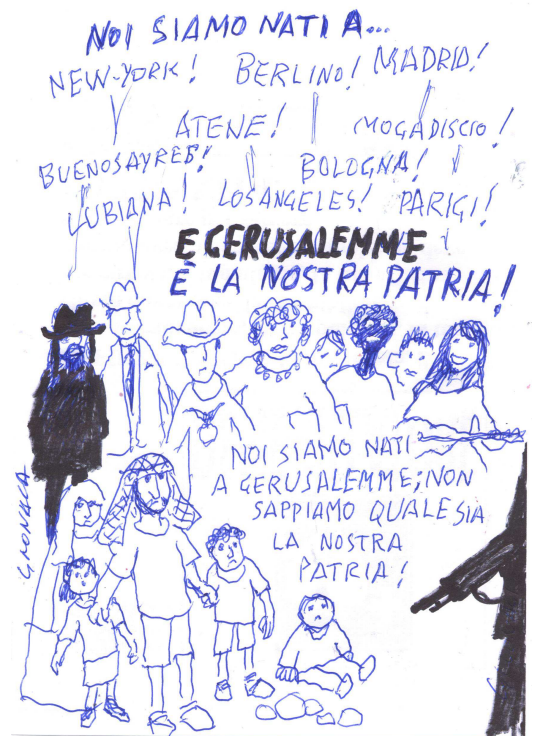 NOI SIAMO NATI A...
NEW-YORK! BERLINO! MADRID!
ATENE! MOGADISCIO!
BUENOSAYRES! BOLOGNA!
LUBIANA! LOSANGELES! PARIGI!
E GERUSALEMME
È LA NOSTRA PATRIA!
NOI SIAMO NATI
A GERUSALEMME; NON
SAPPIAMO QUALE SIA
LA NOSTRA
PATRIA!